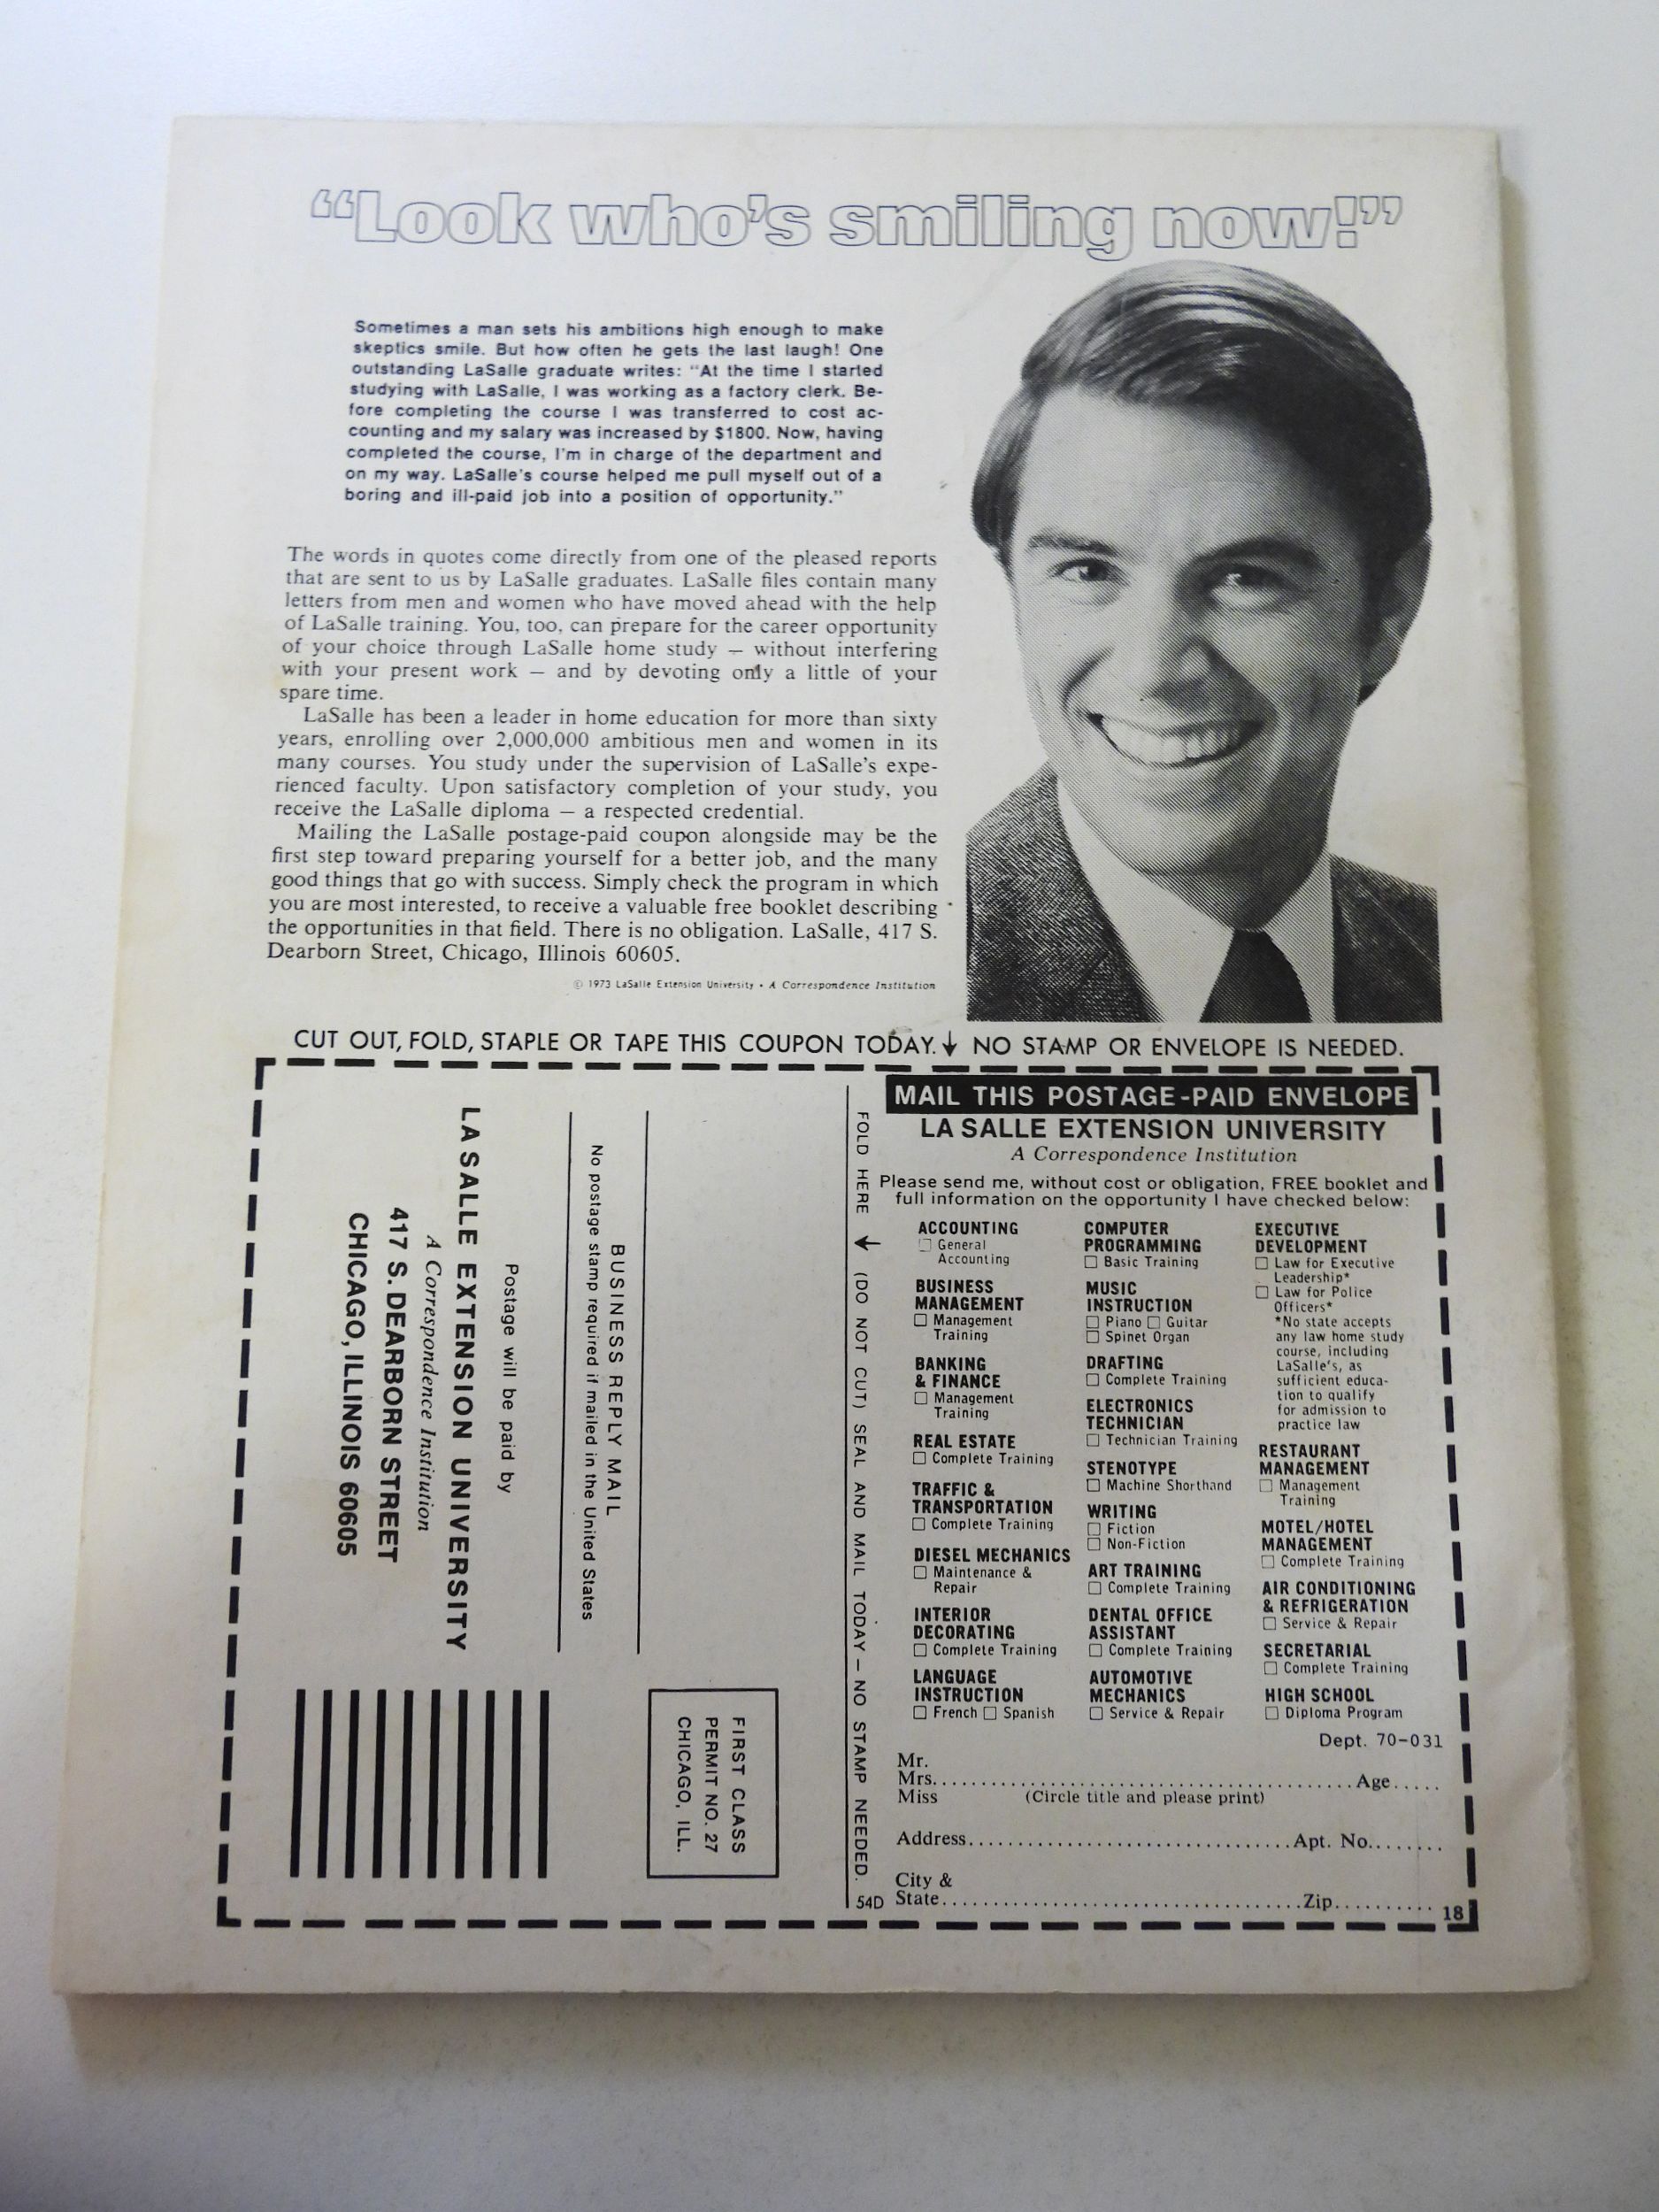 “Look who’s smiling now!”
Sometimes a man sets his ambitions high enough to make
skeptics smile. But how often he gets the last laugh! One
outstanding LaSalle graduate writes: “At the time I started
studying with LaSalle, I was working as a factory clerk. Be-
fore completing the course I was transferred to cost ac-
counting and my salary was increased by $1800. Now, having
completed the course, I’m in charge of the department and
on my way. LaSalle’s course helped me pull myself out of a
boring and ill-paid job into a position of opportunity.”
The words in quotes come directly from one of the pleased reports
that are sent to us by LaSalle graduates. LaSalle files contain many
letters from men and women who have moved ahead with the help
of LaSalle training. You, too, can prepare for the career opportunity
of your choice through LaSalle home study — without interfering
with your present work — and by devoting only a little of your
spare time.
LaSalle has been a leader in home education for more than sixty
years, enrolling over 2,000,000 ambitious men and women in its
many courses. You study under the supervision of LaSalle’s expe-
rienced faculty. Upon satisfactory completion of your study, you
receive the LaSalle diploma — a respected credential.
Mailing the LaSalle postage-paid coupon alongside may be the
first step toward preparing yourself for a better job, and the many
good things that go with success. Simply check the program in which
you are most interested, to receive a valuable free booklet describing
the opportunities in that field. There is no obligation. LaSalle, 417 S.
Dearborn Street, Chicago, Illinois 60605.
© 1973 LaSalle Extension University • A Correspondence Institution
CUT OUT, FOLD, STAPLE OR TAPE THIS COUPON TODAY.↓ NO STAMP OR ENVELOPE IS NEEDED.
FIRST CLASS
PERMIT NO. 27
CHICAGO, ILL.
BUSINESS REPLY MAIL
No postage stamp required if mailed in the United States
Postage will be paid by
LA SALLE EXTENSION UNIVERSITY
A Correspondence Institution
417 S. DEARBORN STREET
CHICAGO, ILLINOIS 60605
FOLD HERE ← (DO NOT CUT) SEAL AND MAIL TODAY — NO STAMP NEEDED.
54D
MAIL THIS POSTAGE-PAID ENVELOPE
LA SALLE EXTENSION UNIVERSITY
A Correspondence Institution
Please send me, without cost or obligation, FREE booklet and
full information on the opportunity I have checked below:
ACCOUNTING
☐ General
Accounting
BUSINESS
MANAGEMENT
☐ Management
Training
BANKING
& FINANCE
☐ Management
Training
REAL ESTATE
☐ Complete Training
TRAFFIC &
TRANSPORTATION
☐ Complete Training
DIESEL MECHANICS
☐ Maintenance &
Repair
INTERIOR
DECORATING
☐ Complete Training
LANGUAGE
INSTRUCTION
☐ French ☐ Spanish
COMPUTER
PROGRAMMING
☐ Basic Training
MUSIC
INSTRUCTION
☐ Piano ☐ Guitar
☐ Spinet Organ
DRAFTING
☐ Complete Training
ELECTRONICS
TECHNICIAN
☐ Technician Training
STENOTYPE
☐ Machine Shorthand
WRITING
☐ Fiction
☐ Non-Fiction
ART TRAINING
☐ Complete Training
DENTAL OFFICE
ASSISTANT
☐ Complete Training
AUTOMOTIVE
MECHANICS
☐ Service & Repair
EXECUTIVE
DEVELOPMENT
☐ Law for Executive
Leadership*
☐ Law for Police
Officers*
*No state accepts
any law home study
course, including
LaSalle’s, as
sufficient educa-
tion to qualify
for admission to
practice law
RESTAURANT
MANAGEMENT
☐ Management
Training
MOTEL/HOTEL
MANAGEMENT
☐ Complete Training
AIR CONDITIONING
& REFRIGERATION
☐ Service & Repair
SECRETARIAL
☐ Complete Training
HIGH SCHOOL
☐ Diploma Program
Dept. 70-031
Mr.
Mrs. Age
Miss (Circle title and please print)
Address Apt. No.
City &
State Zip
18